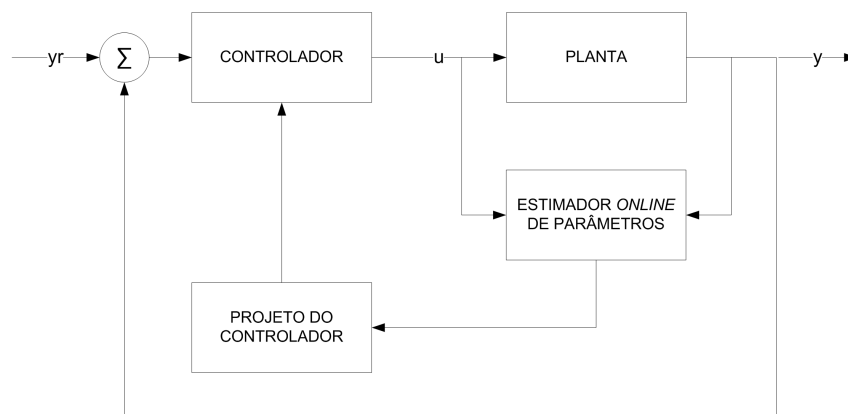 yr
Σ
CONTROLADOR
u
PLANTA
y
ESTIMADOR ONLINE
DE PARÂMETROS
PROJETO DO
CONTROLADOR